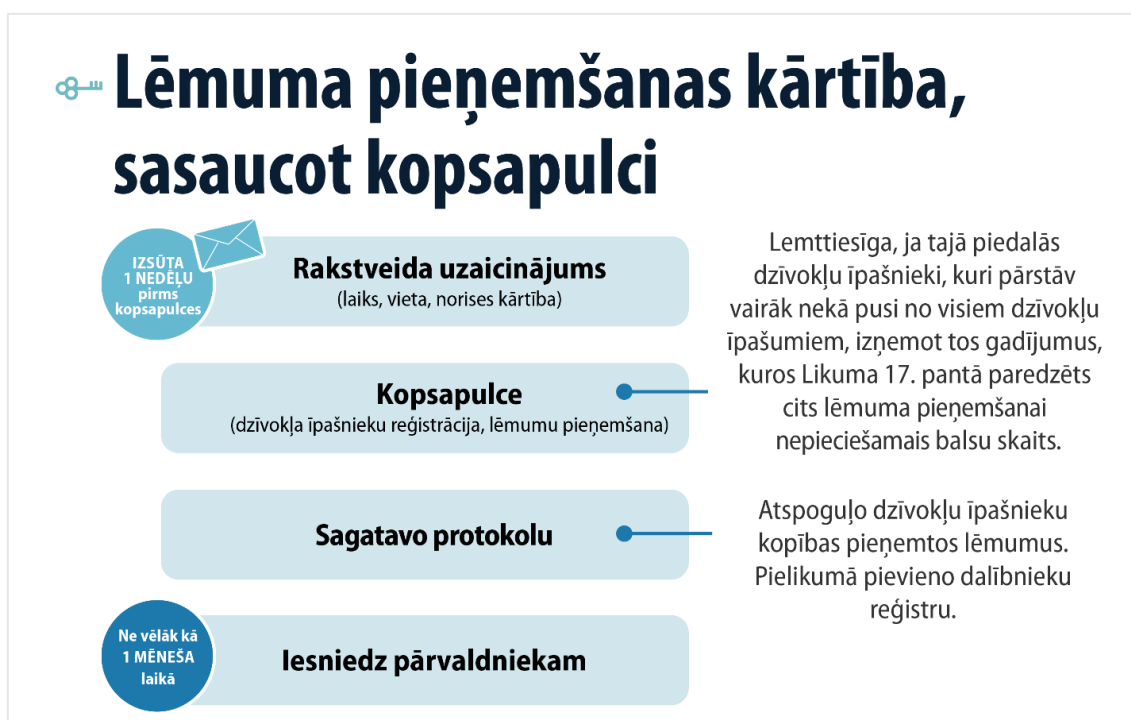 Lēmuma pieņemšanas kārtība,
sasaucot kopsapulci
IZSŪTA
1 NEDĒĻU
pirms
kopsapulces
Rakstveida uzaicinājums
(laiks, vieta, norises kārtība)
Kopsapulce
(dzīvokļa īpašnieku reģistrācija, lēmumu pieņemšana)
Lemttiesīga, ja tajā piedalās
dzīvokļu īpašnieki, kuri pārstāv
vairāk nekā pusi no visiem dzīvokļu
īpašumiem, izņemot tos gadījumus,
kuros Likuma 17. pantā paredzēts
cits lēmuma pieņemšanai
nepieciešamais balsu skaits.
Sagatavo protokolu
Atspoguļo dzīvokļu īpašnieku
kopības pieņemtos lēmumus.
Pielikumā pievieno dalībnieku
reģistru.
Ne vēlāk kā
1 MĒNEŠA
laikā
Iesniedz pārvaldniekam